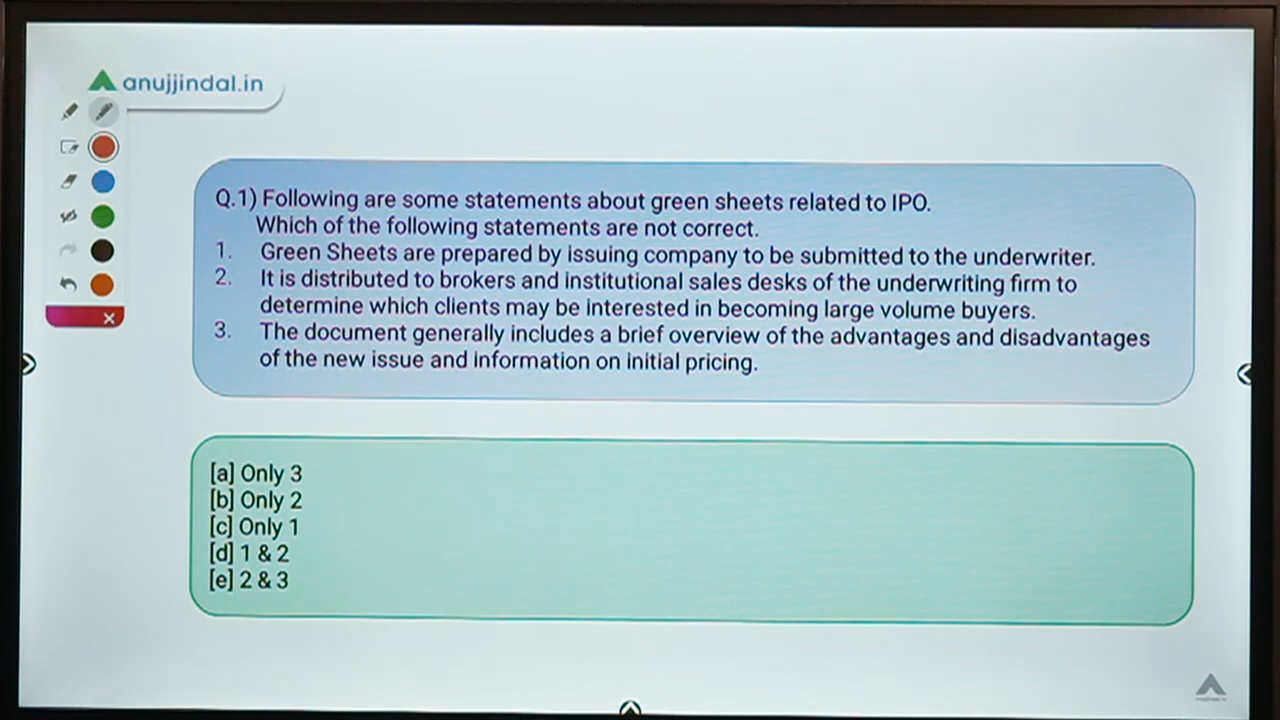 anujjindal.in
Q.1) Following are some statements about green sheets related to IPO.
Which of the following statements are not correct.
1. Green Sheets are prepared by issuing company to be submitted to the underwriter.
2. It is distributed to brokers and institutional sales desks of the underwriting firm to
determine which clients may be interested in becoming large volume buyers.
3. The document generally includes a brief overview of the advantages and disadvantages
of the new issue and information on initial pricing.
[a] Only 3
[b] Only 2
[c] Only 1
[d] 1 & 2
[e] 2 & 3